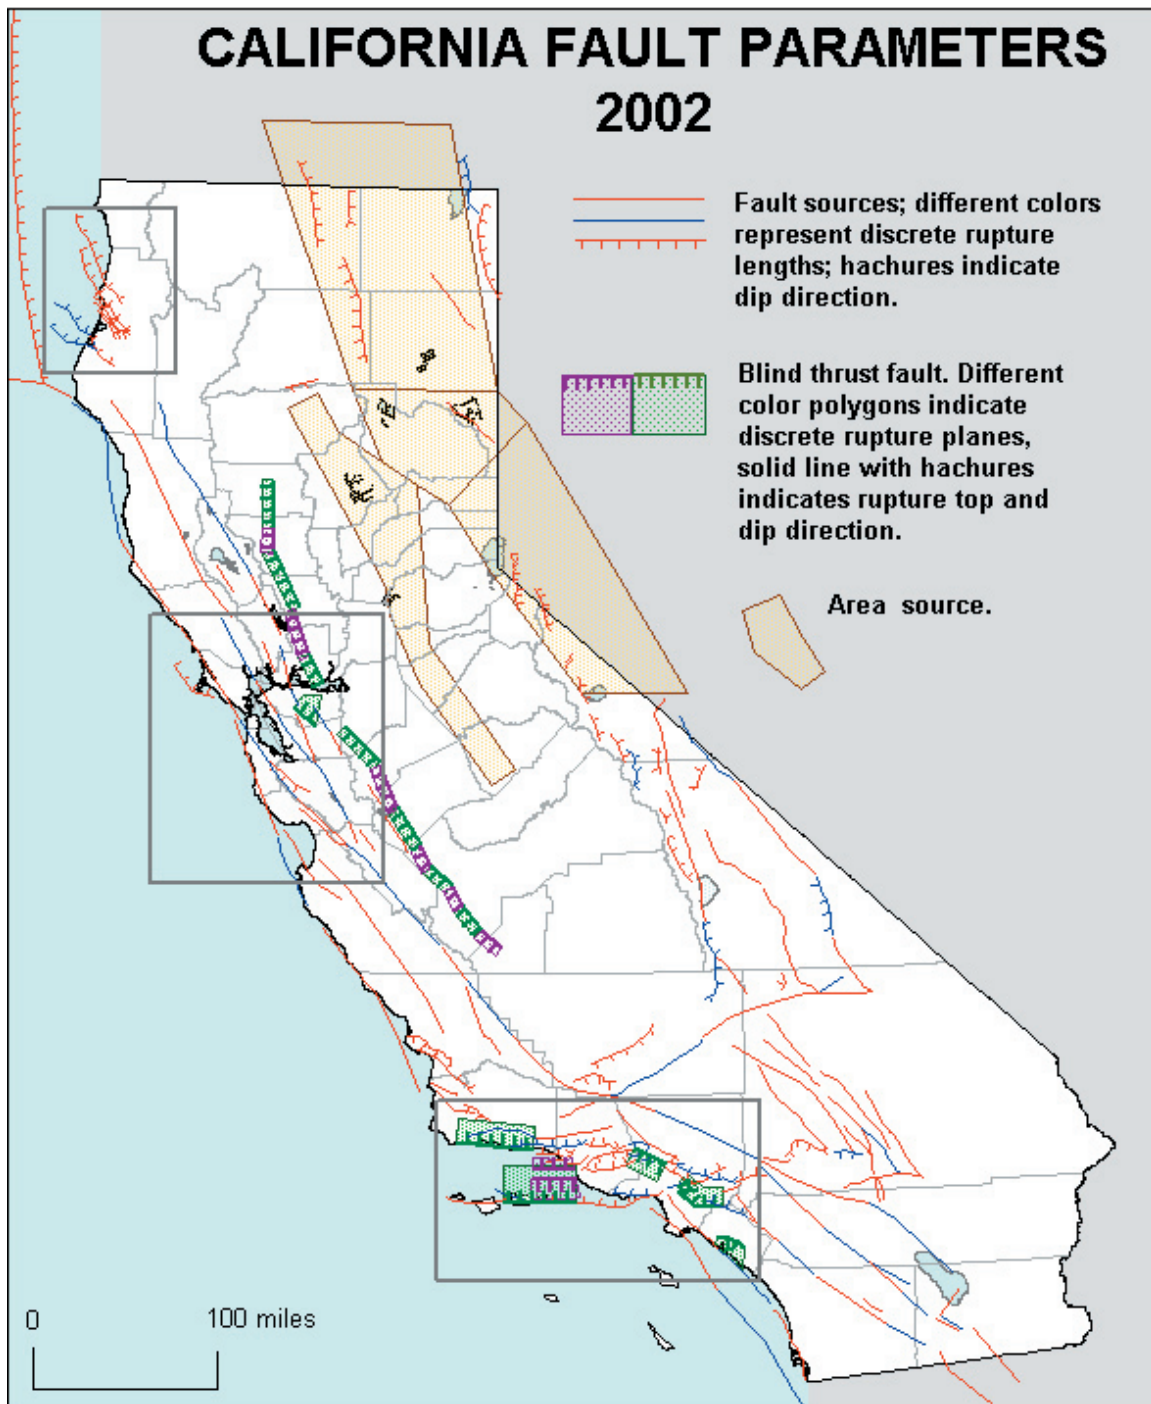 CALIFORNIA FAULT PARAMETERS
2002
Fault sources; different colors
represent discrete rupture
lengths; hachures indicate
dip direction.
Blind thrust fault. Different
color polygons indicate
discrete rupture planes,
solid line with hachures
indicates rupture top and
dip direction.
Area source.
0 100 miles